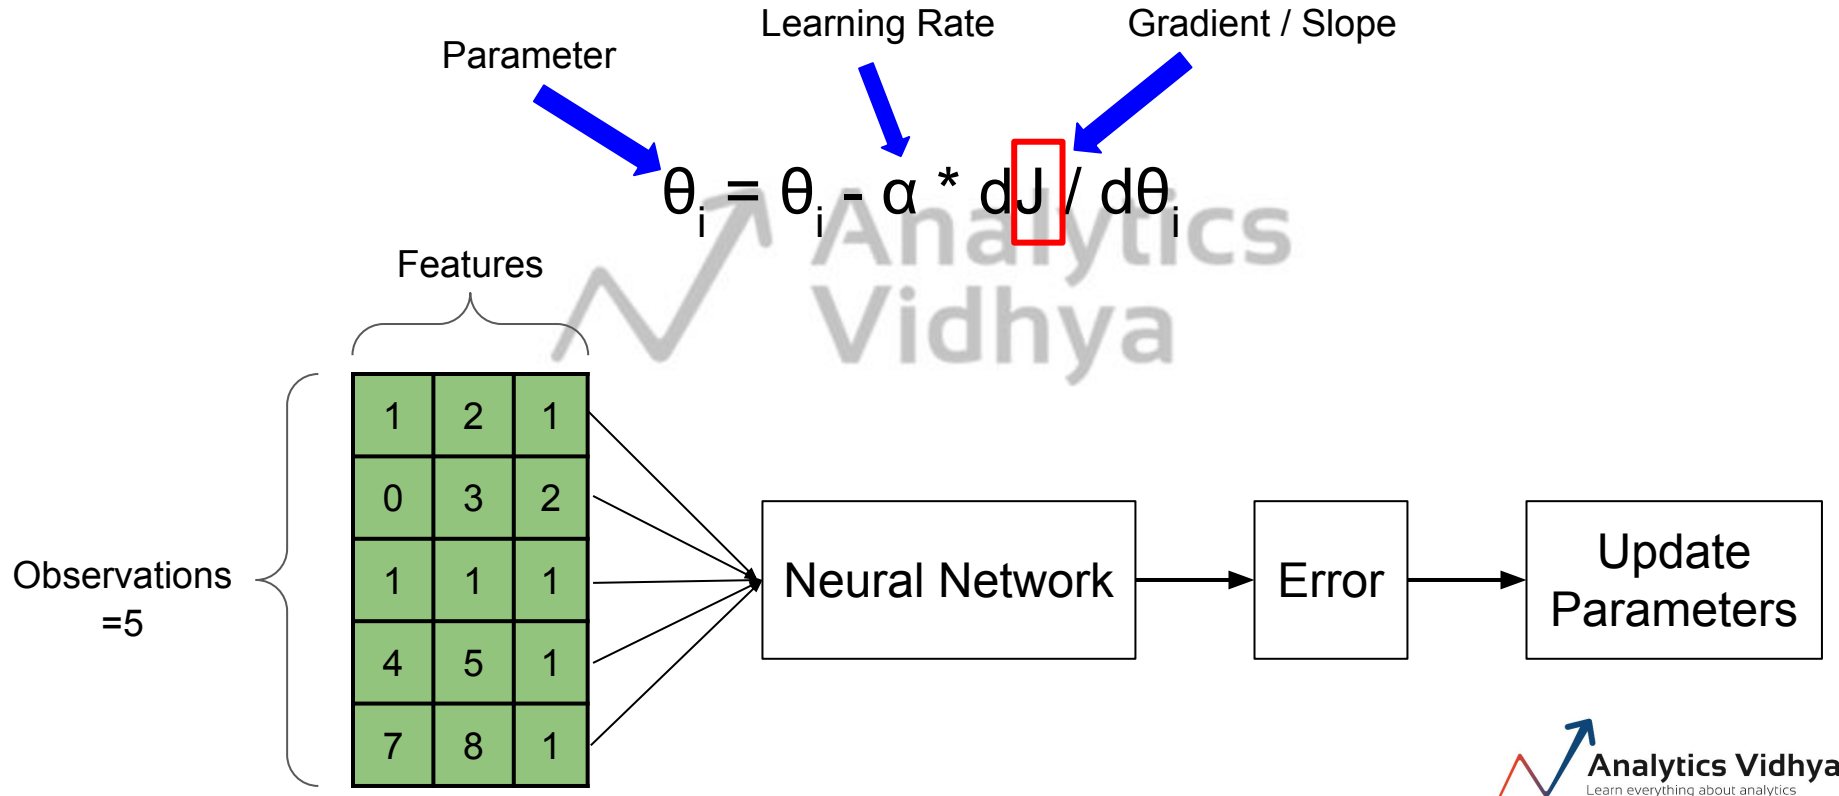 Learning Rate
Gradient / Slope
Parameter
θi = θi - α * dJ / dθi
Analytics
Vidhya
Features
1 2 1
0 3 2
1 1 1
4 5 1
7 8 1
Observations
=5
Neural Network
Error
Update
Parameters
Analytics Vidhya
Learn everything about analytics